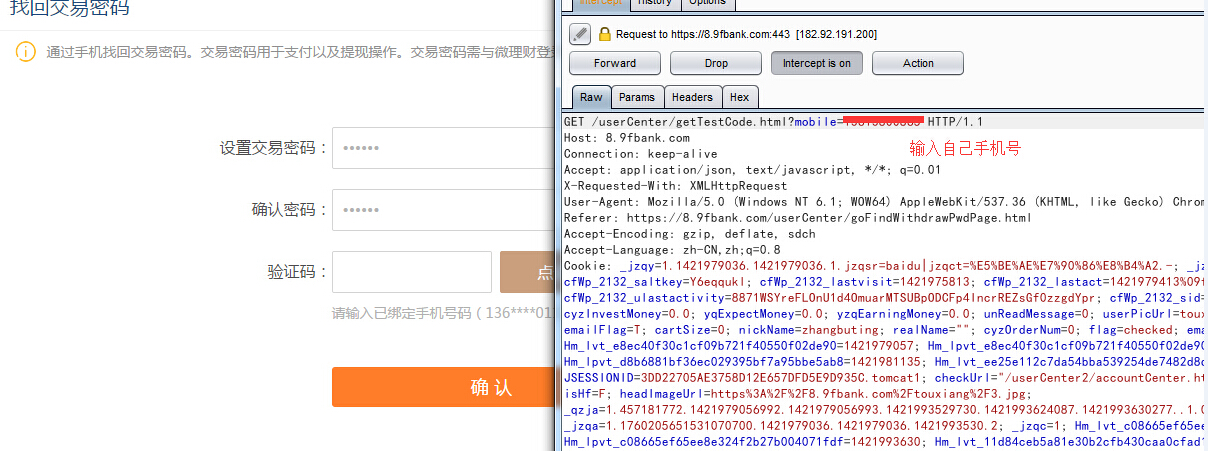 找回交易密码
通过手机找回交易密码。交易密码用于支付以及提现操作。交易密码需与微理财登
设置交易密码：
••••••
确认密码：
••••••
验证码：
点
请输入已绑定手机号码（136****01
确 认
Intercept History Options
Request to https://8.9fbank.com:443 [182.92.191.200]
Forward Drop Intercept is on Action
Raw Params Headers Hex
GET /userCenter/getTestCode.html?mobile= HTTP/1.1
输入自己手机号
Host: 8.9fbank.com
Connection: keep-alive
Accept: application/json, text/javascript, */*; q=0.01
X-Requested-With: XMLHttpRequest
User-Agent: Mozilla/5.0 (Windows NT 6.1; WOW64) AppleWebKit/537.36 (KHTML, like Gecko) Chrom
Referer: https://8.9fbank.com/userCenter/goFindWithdrawPwdPage.html
Accept-Encoding: gzip, deflate, sdch
Accept-Language: zh-CN,zh;q=0.8
Cookie: _jzqy=1.1421979036.1421979036.1.jzqsr=baidu|jzqct=%E5%BE%AE%E7%90%86%E8%B4%A2.-; _j
cfWp_2132_saltkey=Y6eqqukl; cfWp_2132_lastvisit=1421975813; cfWp_2132_lastact=1421979413%09
cfWp_2132_ulastactivity=8871WSYreFLOnU1d40muarMTSUBpODCFp4IncrREZsGf0zzgdYpr; cfWp_2132_sid=
cyzInvestMoney=0.0; yqExpectMoney=0.0; yzqEarningMoney=0.0; unReadMessage=0; userPicUrl=toux
emailFlag=T; cartSize=0; nickName=zhangbuting; realName=""; cyzOrderNum=0; flag=checked; ema
Hm_lvt_e8ec40f30c1cf09b721f40550f02de90=1421979057; Hm_lpvt_e8ec40f30c1cf09b721f40550f02de90
Hm_lpvt_d8b6881bf36ec029395bf7a95bbe5ab8=1421981135; Hm_lvt_ee25e112c7da54bba539254de7482d8c
JSESSIONID=3DD22705AE3758D12E657DFD5E9D935C.tomcat1; checkUrl="/userCenter2/accountCenter.ht
isHf=F; headImageUrl=https%3A%2F%2F8.9fbank.com%2Ftouxiang%2F3.jpg;
_qzja=1.457181772.1421979056992.1421979056992.1421993529730.1421993624087.1421993630277..1.0
_jzqa=1.1760205651531070700.1421979036.1421979036.1421993530.2; _jzqc=1; Hm_lvt_c08665ef65ee
Hm_lpvt_c08665ef65ee8e324f2b27b004071fdf=1421993630; Hm_lvt_11d84ceb5a81e30b2cfb430caa0cfad1